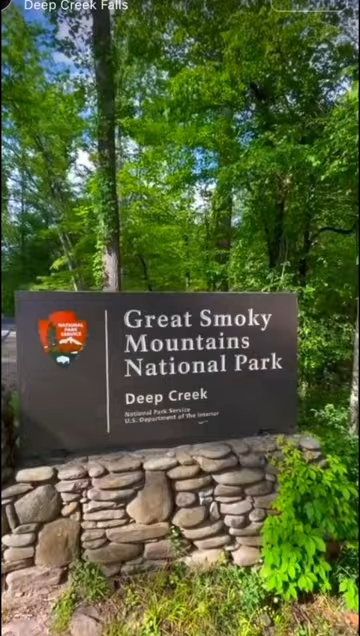 Deep Creek Falls
NATIONAL
PARK
SERVICE
Great Smoky
Mountains
National Park
Deep Creek
National Park Service
U.S. Department of the Interior